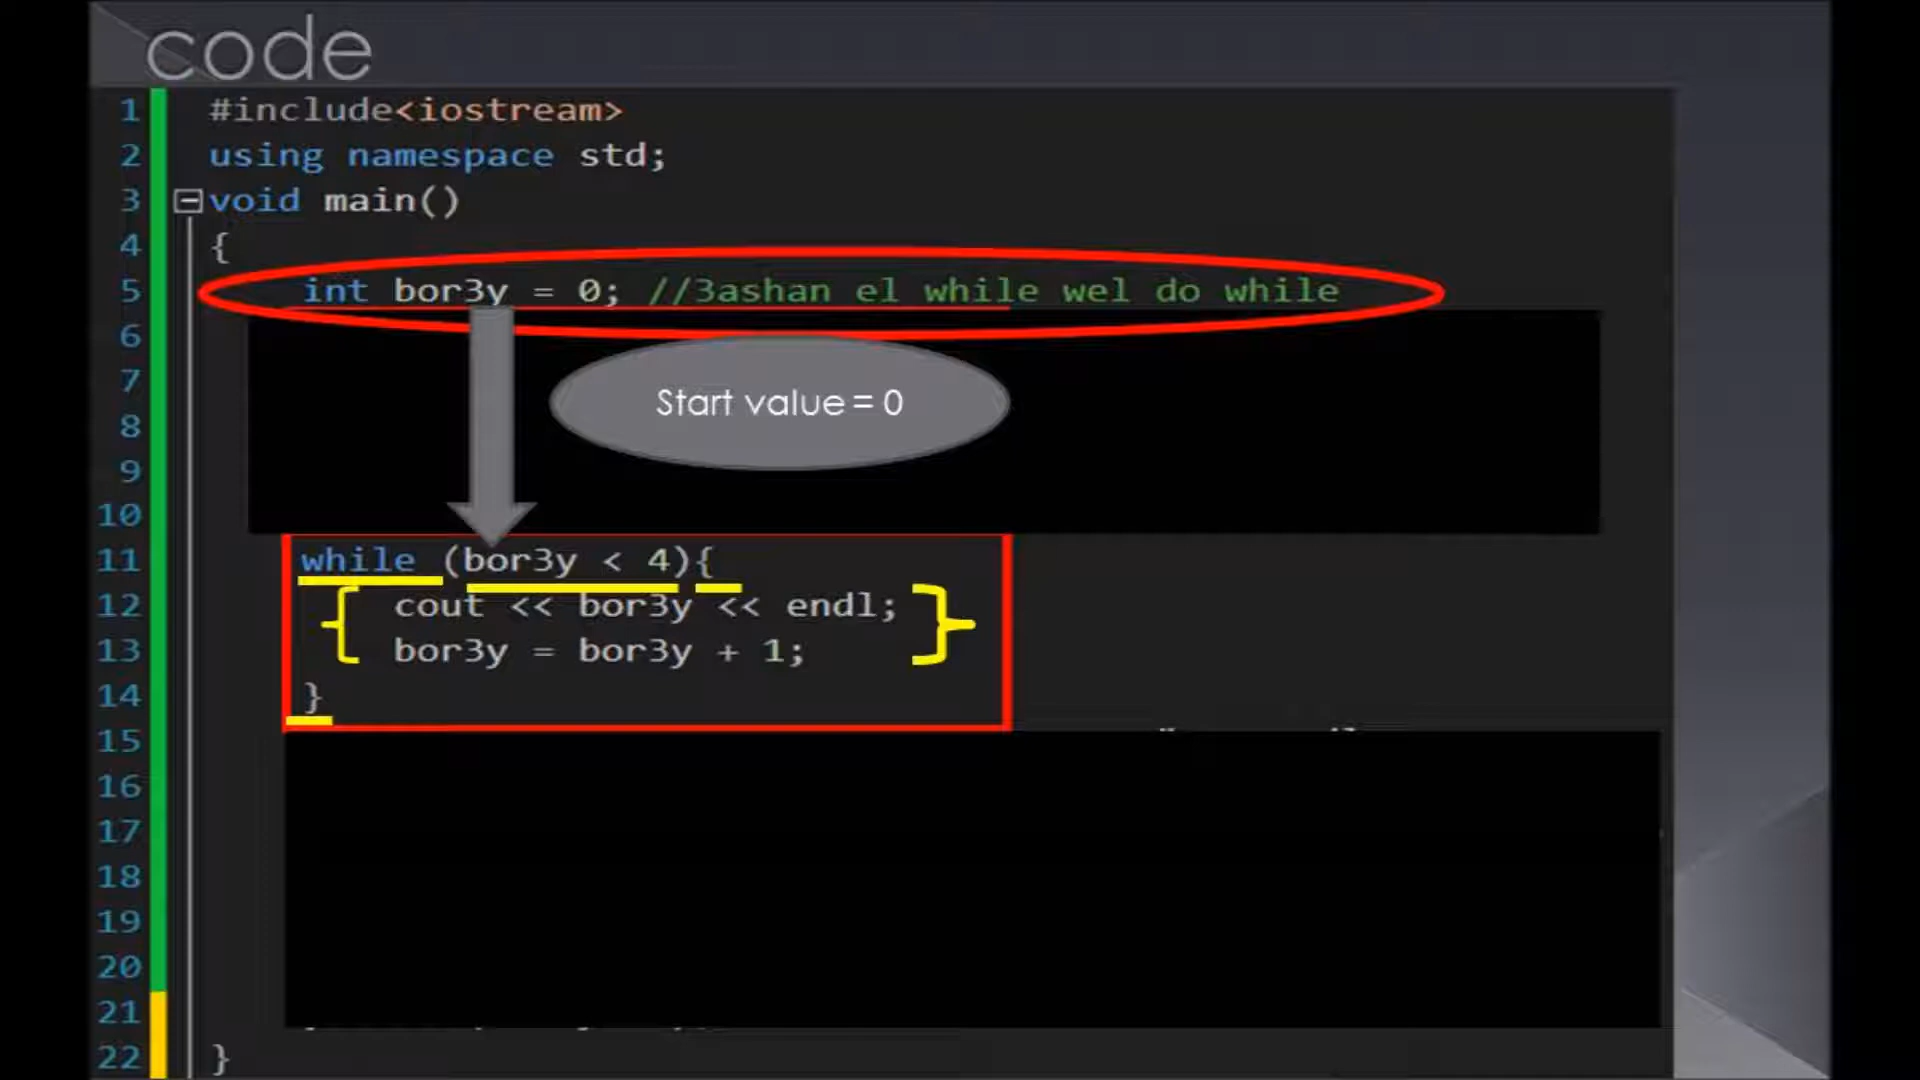 code
1 #include<iostream>
2 using namespace std;
3 void main()
4 {
5 int bor3y = 0; //3ashan el while wel do while
6
7
Start value = 0
8
9
10
11 while (bor3y < 4){
12 cout << bor3y << endl;
13 bor3y = bor3y + 1;
14 }
15
16
17
18
19
20
21
22 }